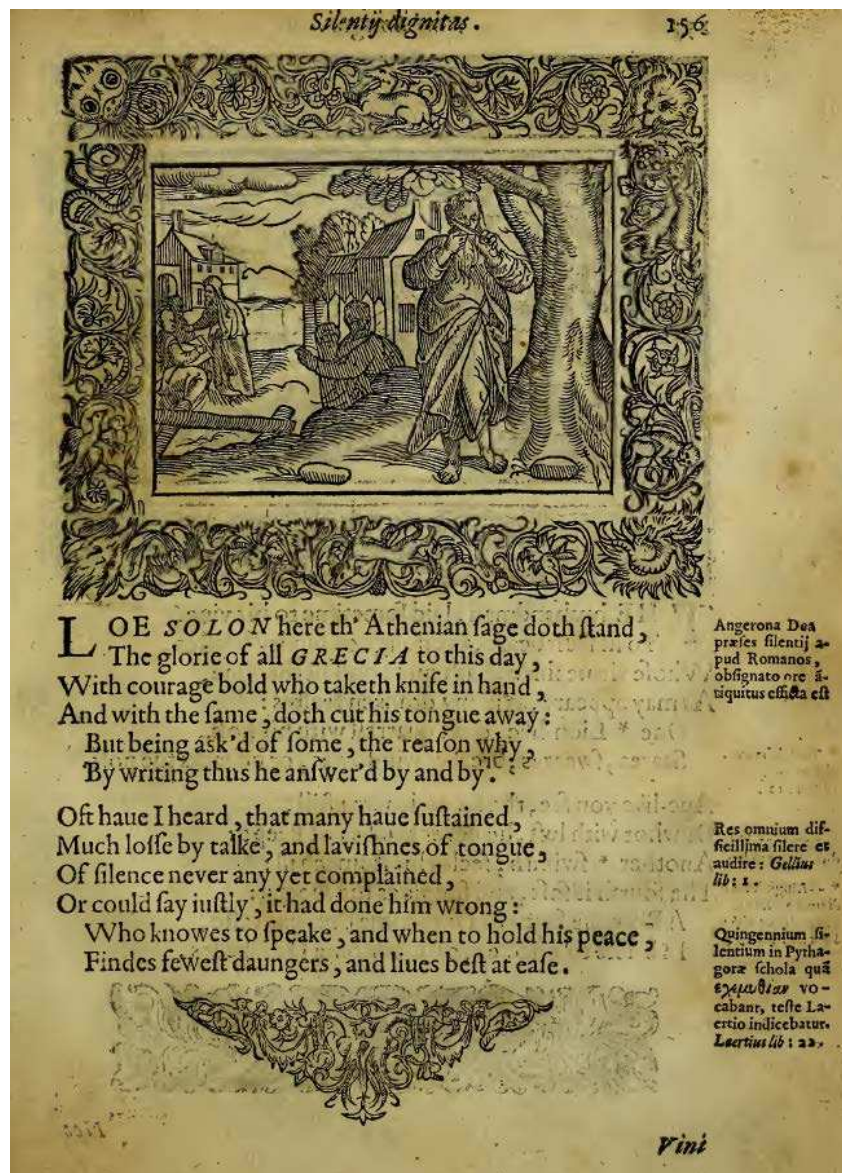 Silentij dignitas.
156
LOE SOLON here th' Athenian sage doth ſtand,
The glorie of all GRECIA to this day,
With courage bold who taketh knife in hand,
And with the ſame, doth cut his tongue away:
But being ask'd of ſome, the reaſon why,
By writing thus he anſwer'd by and by.
Oft haue I heard, that many haue ſuſtained,
Much loſſe by talke, and laviſhnes of tongue,
Of ſilence never any yet complained,
Or could ſay iuſtly, it had done him wrong:
Who knowes to ſpeake, and when to hold his peace,
Findes feweſt daungers, and liues beſt at eaſe.
Angerona Dea
præſes ſilentij a-
pud Romanos,
obſignato ore ã-
tiquitus efficta eſt
Res omnium dif-
ficillima ſilere et
audire: Gellius
lib: 1.
Quingennium ſi-
lentium in Pytha-
goræ ſchola quã
ἐχεμυθίαν vo-
cabant, teſte La-
ertio indicebatur.
Laertius lib: 22.
Vini